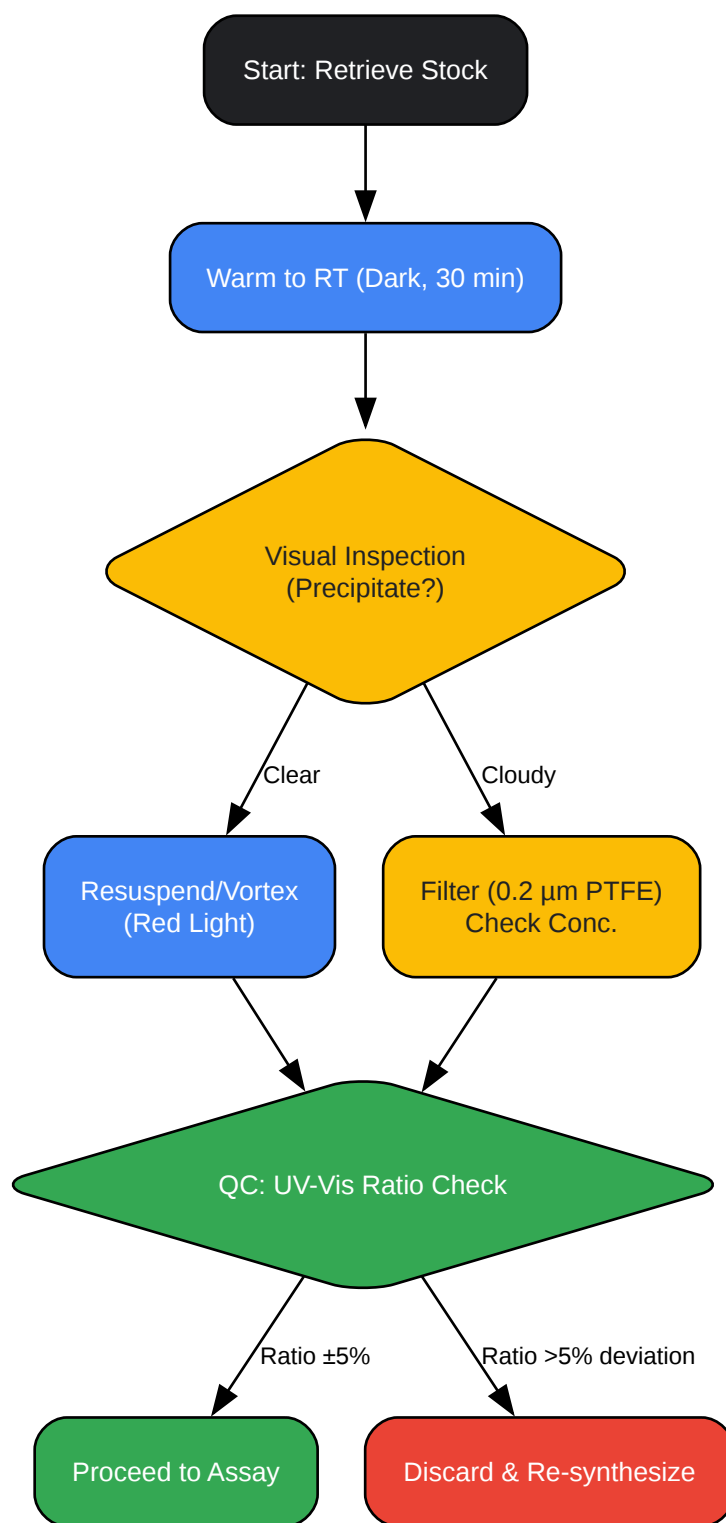 Start: Retrieve Stock
Warm to RT (Dark, 30 min)
Visual Inspection
(Precipitate?)
Clear
Cloudy
Resuspend/Vortex
(Red Light)
Filter (0.2 µm PTFE)
Check Conc.
QC: UV-Vis Ratio Check
Ratio ±5%
Ratio >5% deviation
Proceed to Assay
Discard & Re-synthesize